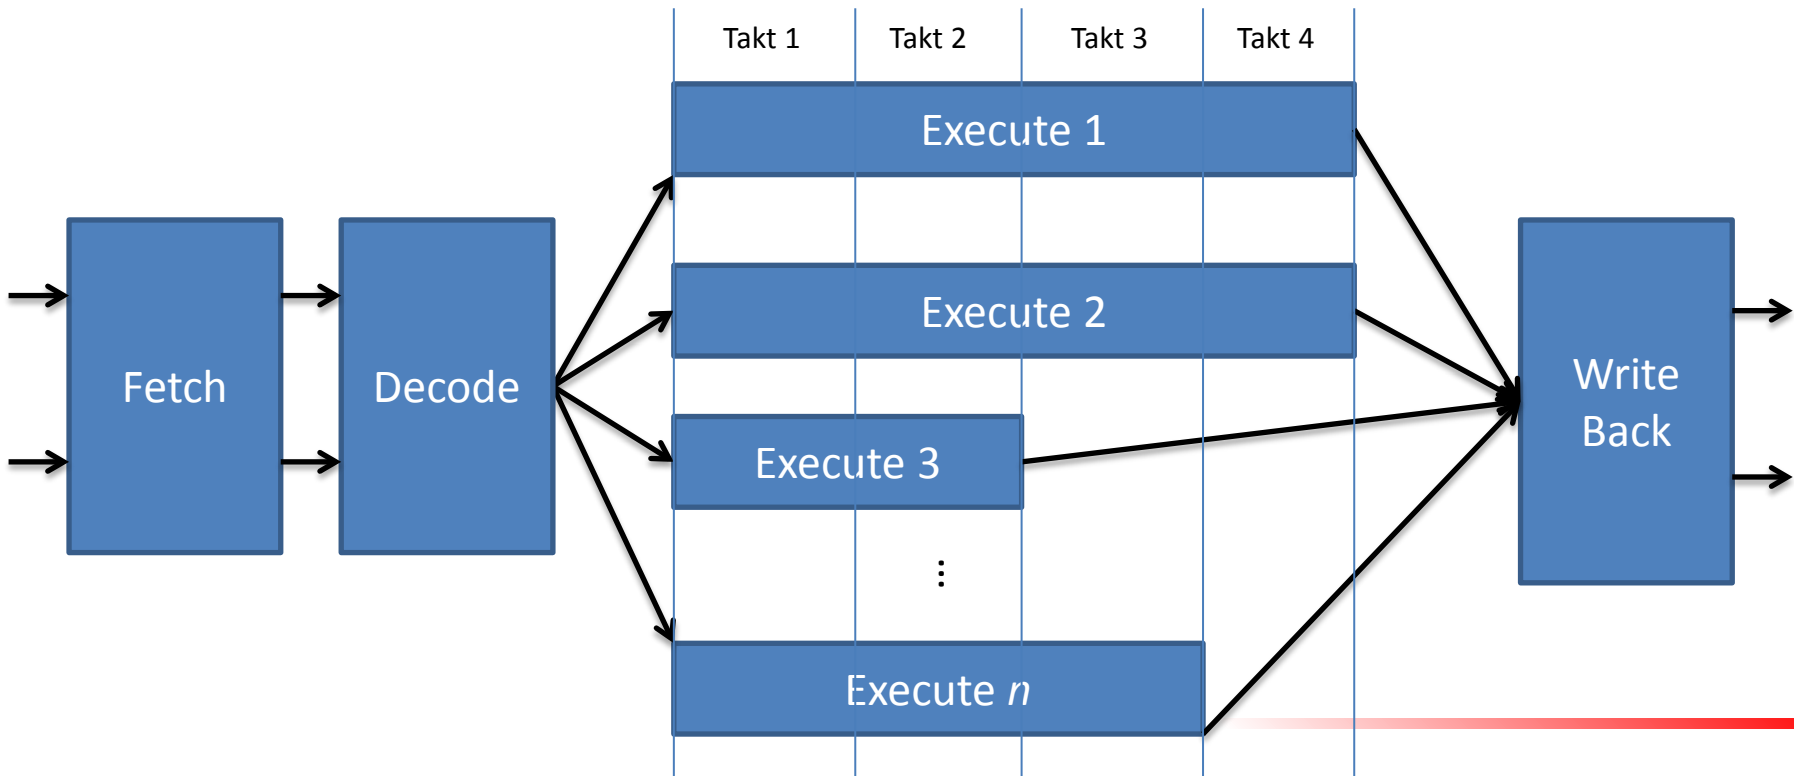 Takt 1
Takt 2
Takt 3
Takt 4
Execute 1
Execute 2
Fetch
Decode
Execute 3
Write
Back
...
Execute n